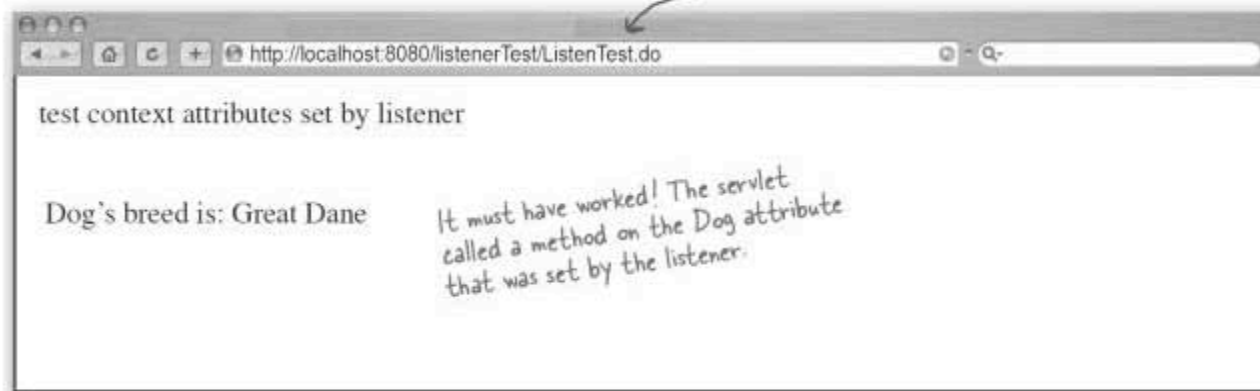 http://localhost:8080/listenerTest/ListenTest.do
test context attributes set by listener
Dog's breed is: Great Dane
It must have worked! The servlet
called a method on the Dog attribute
that was set by the listener.